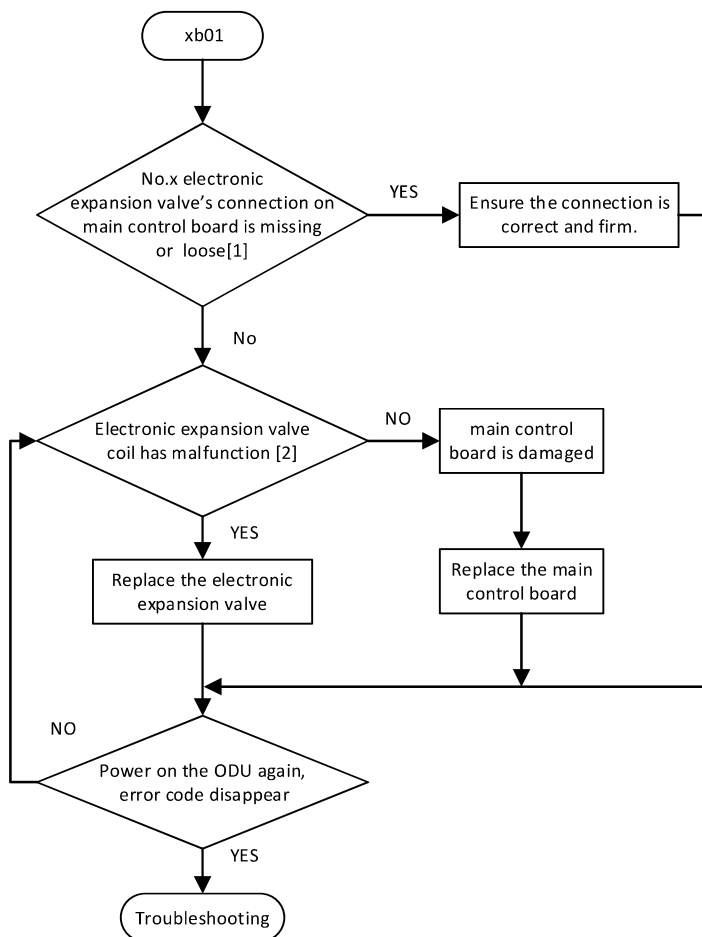 xb01
No.x electronic
expansion valve's connection on
main control board is missing
or loose[1]
YES
Ensure the connection is
correct and firm.
No
Electronic expansion valve
coil has malfunction [2]
NO
main control
board is damaged
YES
Replace the electronic
expansion valve
Replace the main
control board
NO
Power on the ODU again,
error code disappear
YES
Troubleshooting